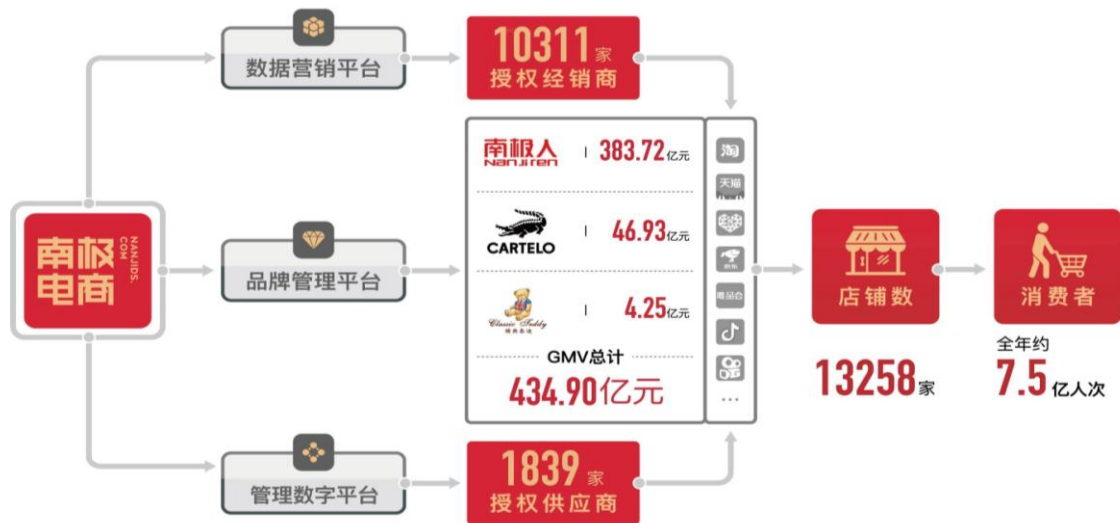 数据营销平台
10311家
授权经销商
南极人
Nanjiren
383.72亿元
淘
天猫
CARTELO
46.93亿元
京东
唯品会
Classic Teddy
精典泰迪
4.25亿元
GMV总计
434.90亿元
...
南极电商
NANJIDS.
COM
品牌管理平台
店铺数
13258家
消费者
全年约
7.5亿人次
管理数字平台
1839家
授权供应商